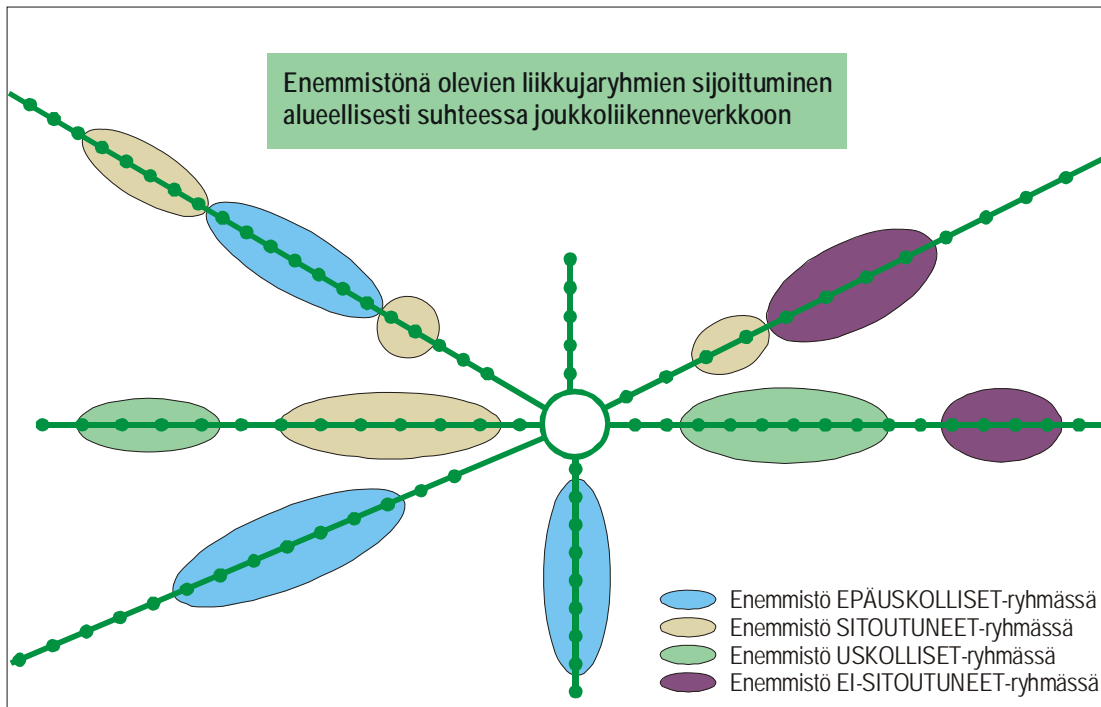 Enemmistönä olevien liikkujaryhmien sijoittuminen
alueellisesti suhteessa joukkoliikenneverkkoon
Enemmistö EPÄUSKOLLISET-ryhmässä
Enemmistö SITOUTUNEET-ryhmässä
Enemmistö USKOLLISET-ryhmässä
Enemmistö EI-SITOUTUNEET-ryhmässä